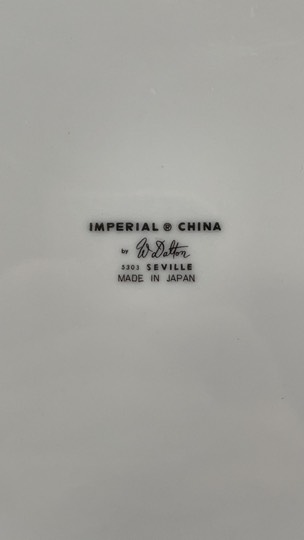 IMPERIAL ® CHINA
by W Dalton
5303 SEVILLE
MADE IN JAPAN